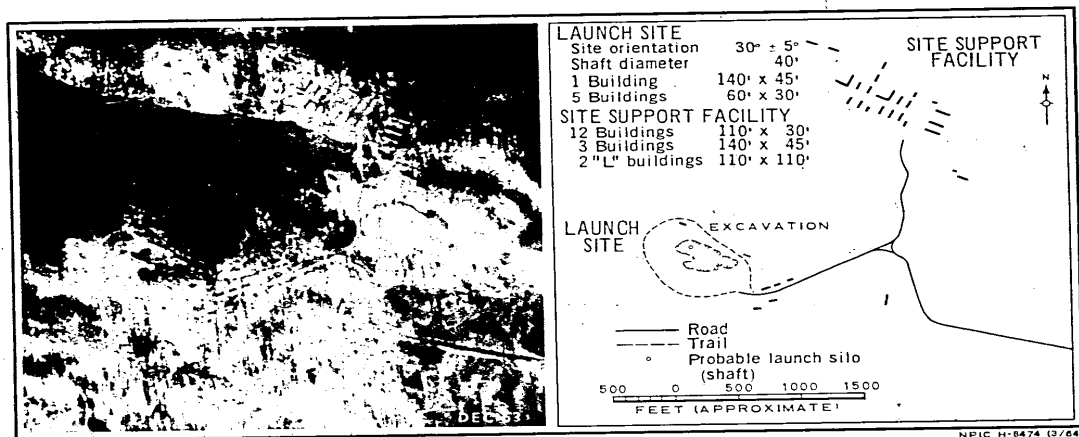 LAUNCH SITE
Site orientation 30° ± 5°
Shaft diameter 40'
1 Building 140' x 45'
5 Buildings 60' x 30'
SITE SUPPORT FACILITY
12 Buildings 110' x 30'
3 Buildings 140' x 45'
2 "L" buildings 110' x 110'
SITE SUPPORT
FACILITY
N
LAUNCH
SITE
EXCAVATION
Road
Trail
Probable launch silo
(shaft)
500 0 500 1000 1500
FEET (APPROXIMATE)
DEC 63
NPIC H-8474 (3/64